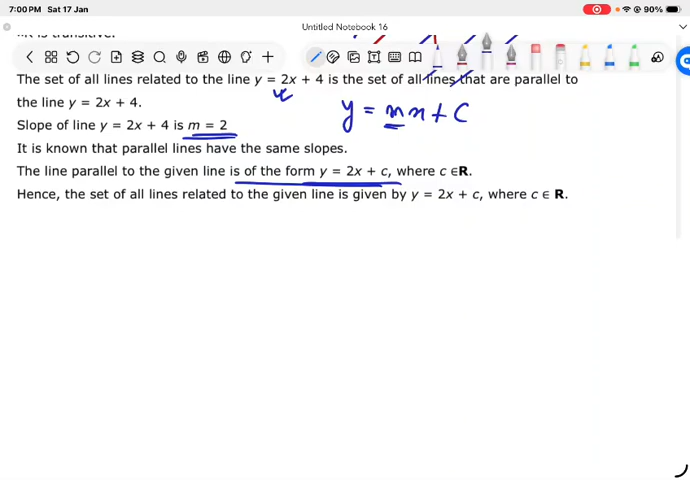 7:00 PM Sat 17 Jan
90%
Untitled Notebook 16
is transitive.
The set of all lines related to the line y = 2x + 4 is the set of all lines that are parallel to
the line y = 2x + 4.
y = mx + C
Slope of line y = 2x + 4 is m = 2
It is known that parallel lines have the same slopes.
The line parallel to the given line is of the form y = 2x + c, where c ∈R.
Hence, the set of all lines related to the given line is given by y = 2x + c, where c ∈ R.